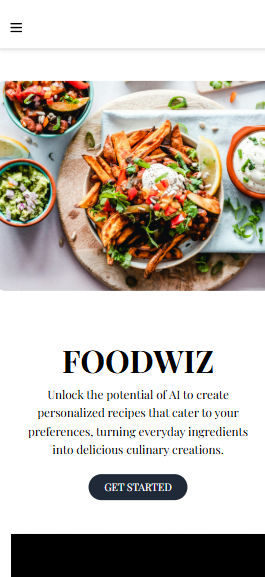 FOODWIZ
Unlock the potential of AI to create
personalized recipes that cater to your
preferences, turning everyday ingredients
into delicious culinary creations.
GET STARTED